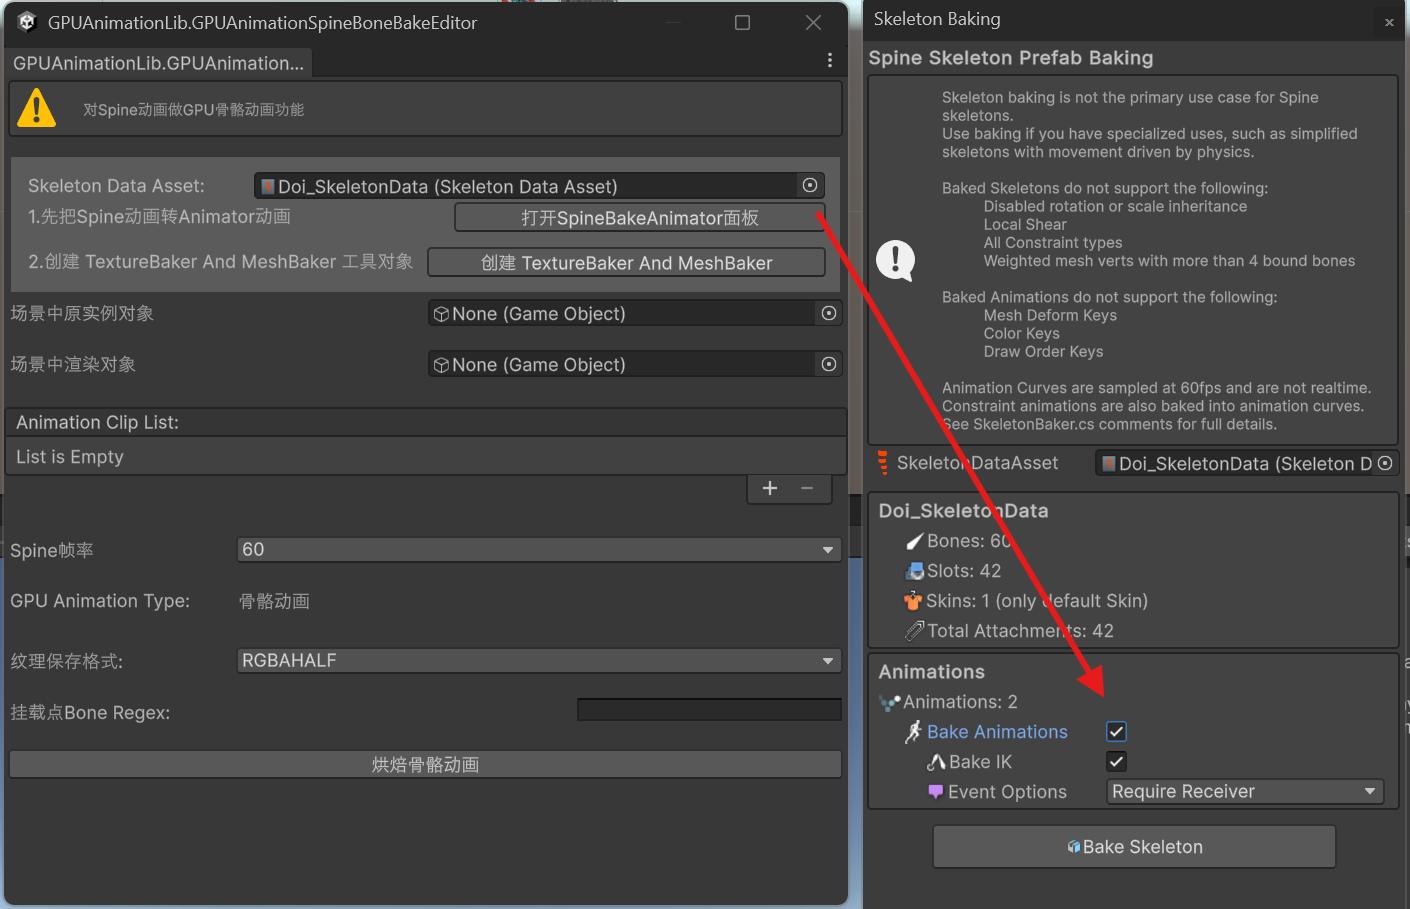 GPUAnimationLib.GPUAnimationSpineBoneBakeEditor
GPUAnimationLib.GPUAnimation...
对Spine动画做GPU骨骼动画功能
Skeleton Data Asset:
Doi_SkeletonData (Skeleton Data Asset)
1.先把Spine动画转Animator动画
打开SpineBakeAnimator面板
2.创建 TextureBaker And MeshBaker 工具对象
创建 TextureBaker And MeshBaker
场景中原实例对象
None (Game Object)
场景中渲染对象
None (Game Object)
Animation Clip List:
List is Empty
+ −
Spine帧率
60
GPU Animation Type:
骨骼动画
纹理保存格式:
RGBAHALF
挂载点Bone Regex:
烘焙骨骼动画
Skeleton Baking
Spine Skeleton Prefab Baking
Skeleton baking is not the primary use case for Spine
skeletons.
Use baking if you have specialized uses, such as simplified
skeletons with movement driven by physics.
Baked Skeletons do not support the following:
Disabled rotation or scale inheritance
Local Shear
All Constraint types
Weighted mesh verts with more than 4 bound bones
Baked Animations do not support the following:
Mesh Deform Keys
Color Keys
Draw Order Keys
Animation Curves are sampled at 60fps and are not realtime.
Constraint animations are also baked into animation curves.
See SkeletonBaker.cs comments for full details.
SkeletonDataAsset
Doi_SkeletonData (Skeleton D
Doi_SkeletonData
Bones: 60
Slots: 42
Skins: 1 (only default Skin)
Total Attachments: 42
Animations
Animations: 2
Bake Animations
Bake IK
Event Options
Require Receiver
Bake Skeleton